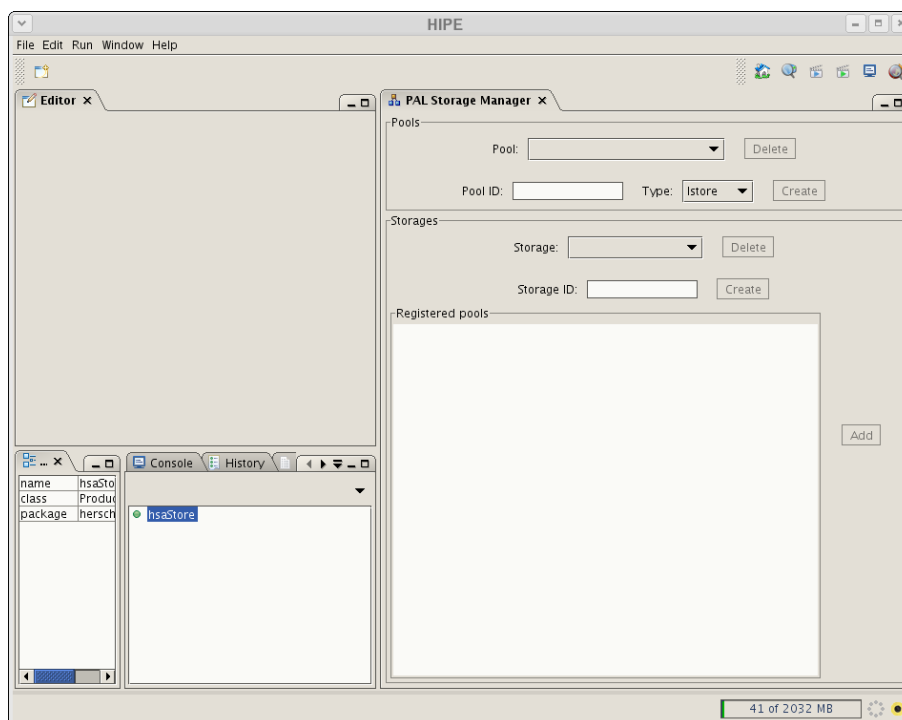 HIPE
File Edit Run Window Help
Editor
PAL Storage Manager
Pools
Pool:
Delete
Pool ID:
Type:
lstore
Create
Storages
Storage:
Delete
Storage ID:
Create
Registered pools
Add
...
name hsaSto
class Produc
package hersch
Console
History
hsaStore
41 of 2032 MB